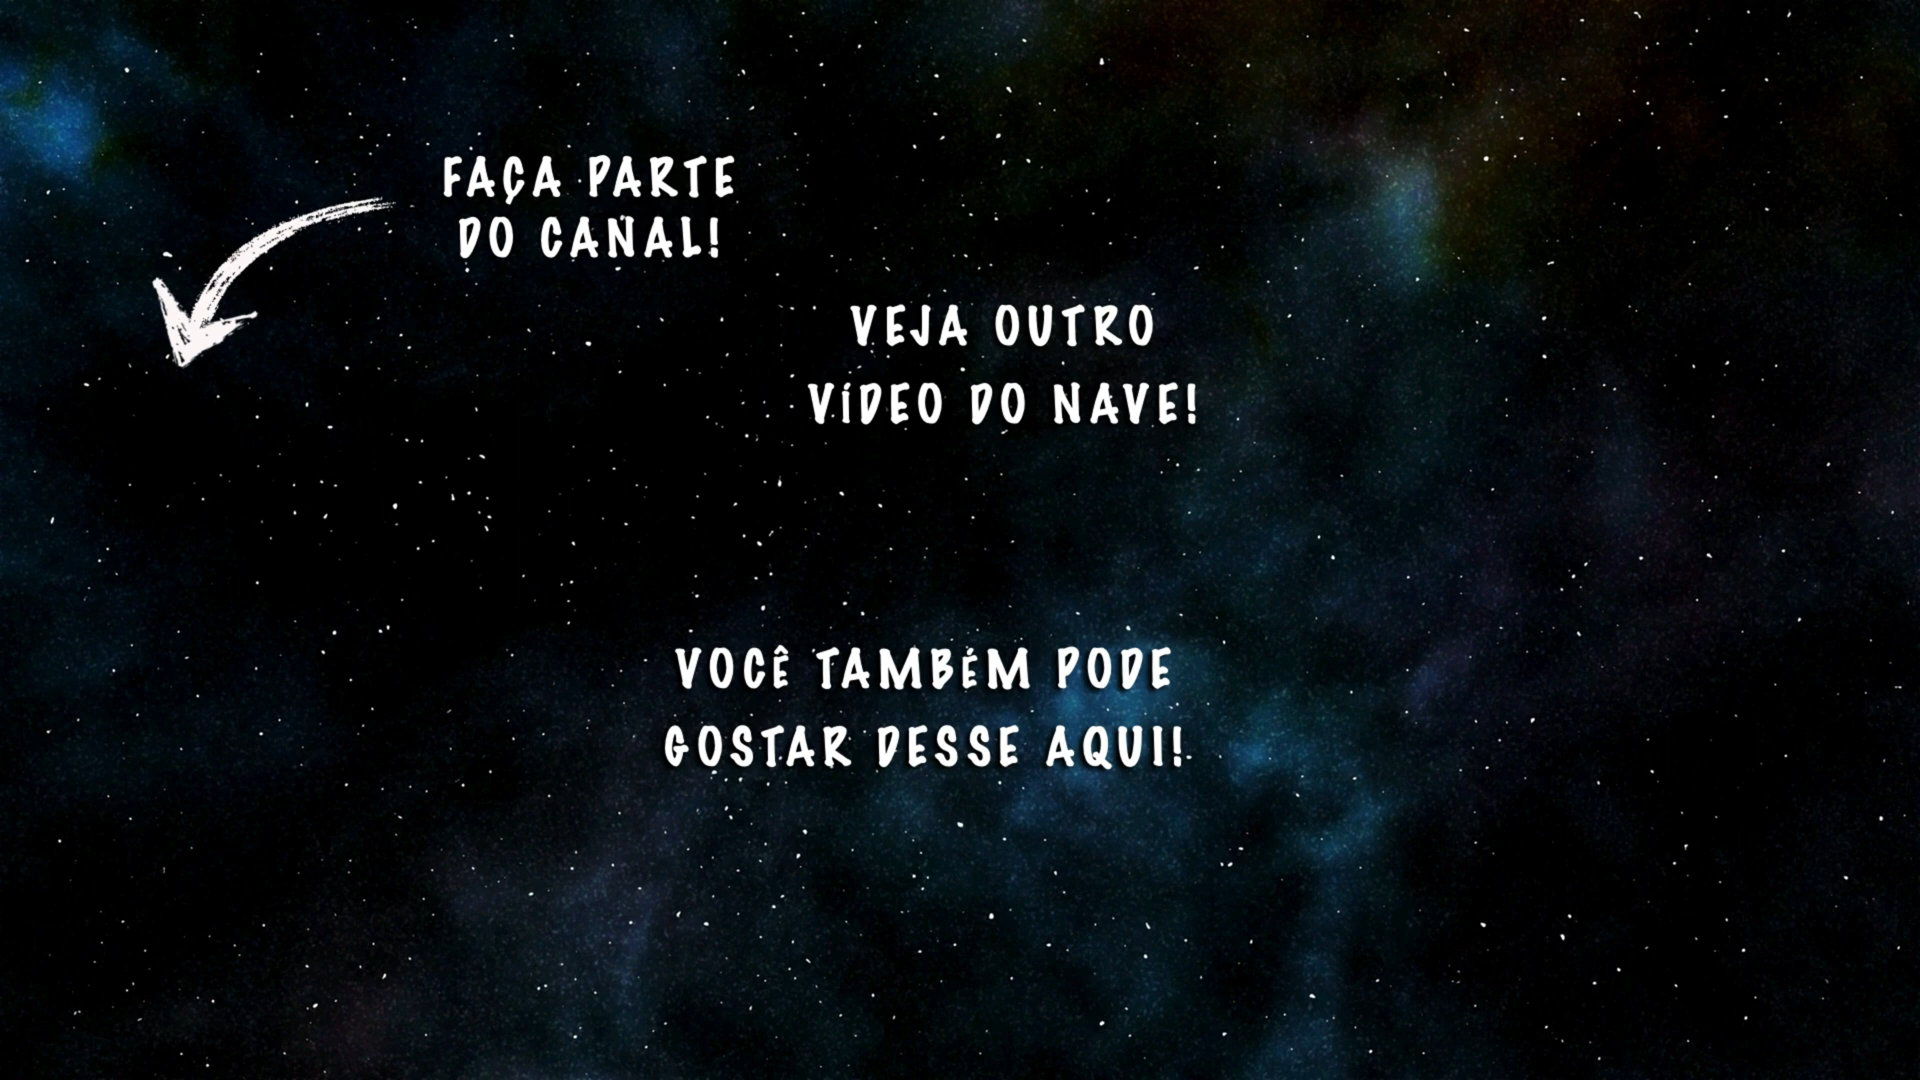 FAÇA PARTE
DO CANAL!
VEJA OUTRO
VÍDEO DO NAVE!
VOCÊ TAMBÉM PODE
GOSTAR DESSE AQUI!